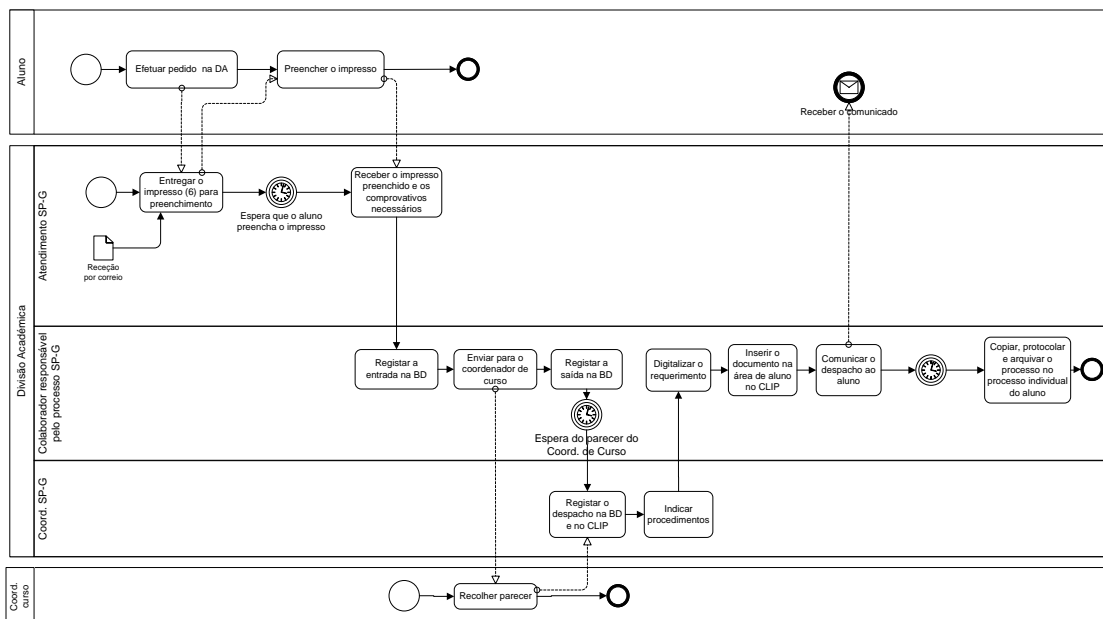 Aluno
Efetuar pedido na DA
Preencher o impresso
Receber o comunicado
Divisão Académica
Atendimento SP-G
Entregar o
impresso (6) para
preenchimento
Espera que o aluno
preencha o impresso
Receber o impresso
preenchido e os
comprovativos
necessários
Receção
por correio
Colaborador responsável
pelo processo SP-G
Registar a
entrada na BD
Enviar para o
coordenador de
curso
Registar a
saída na BD
Espera do parecer do
Coord. de Curso
Digitalizar o
requerimento
Inserir o
documento na
área de aluno
no CLIP
Comunicar o
despacho ao
aluno
Copiar, protocolar
e arquivar o
processo no
processo individual
do aluno
Coord. SP-G
Registar o
despacho na BD
e no CLIP
Indicar
procedimentos
Coord.
curso
Recolher parecer